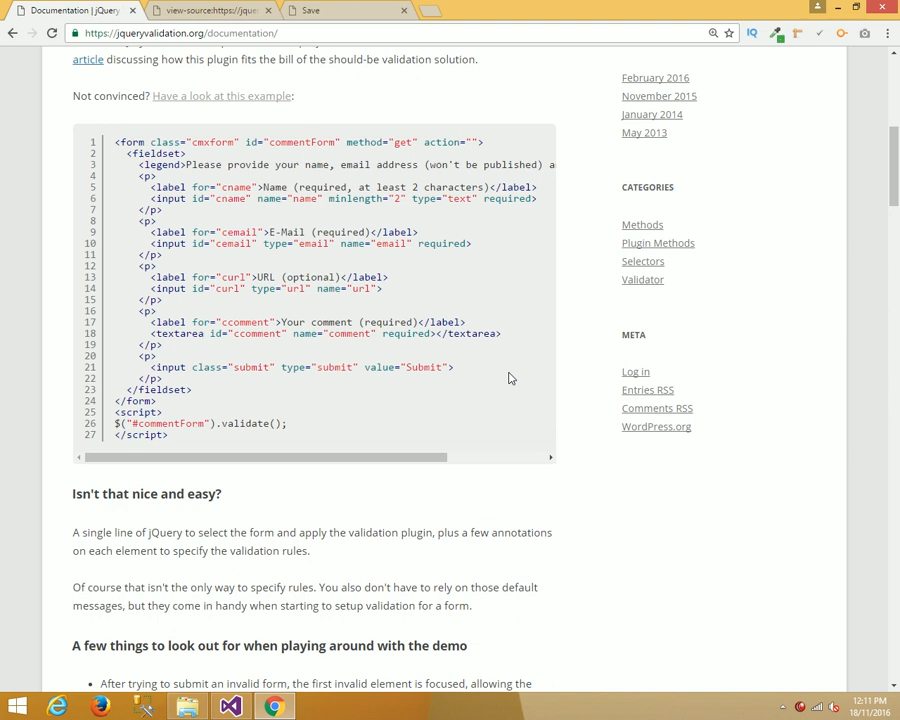 Documentation | jQuery
view-source:https://jque
Save
https://jqueryvalidation.org/documentation/
IQ
article discussing how this plugin fits the bill of the should-be validation solution.
Not convinced? Have a look at this example:
1 <form class="cmxform" id="commentForm" method="get" action="">
2 <fieldset>
3 <legend>Please provide your name, email address (won't be published) a
4 <p>
5 <label for="cname">Name (required, at least 2 characters)</label>
6 <input id="cname" name="name" minlength="2" type="text" required>
7 </p>
8 <p>
9 <label for="cemail">E-Mail (required)</label>
10 <input id="cemail" type="email" name="email" required>
11 </p>
12 <p>
13 <label for="curl">URL (optional)</label>
14 <input id="curl" type="url" name="url">
15 </p>
16 <p>
17 <label for="ccomment">Your comment (required)</label>
18 <textarea id="ccomment" name="comment" required></textarea>
19 </p>
20 <p>
21 <input class="submit" type="submit" value="Submit">
22 </p>
23 </fieldset>
24 </form>
25 <script>
26 $("#commentForm").validate();
27 </script>
Isn't that nice and easy?
A single line of jQuery to select the form and apply the validation plugin, plus a few annotations
on each element to specify the validation rules.
Of course that isn't the only way to specify rules. You also don't have to rely on those default
messages, but they come in handy when starting to setup validation for a form.
A few things to look out for when playing around with the demo
• After trying to submit an invalid form, the first invalid element is focused, allowing the
February 2016
November 2015
January 2014
May 2013
CATEGORIES
Methods
Plugin Methods
Selectors
Validator
META
Log in
Entries RSS
Comments RSS
WordPress.org
12:11 PM
18/11/2016